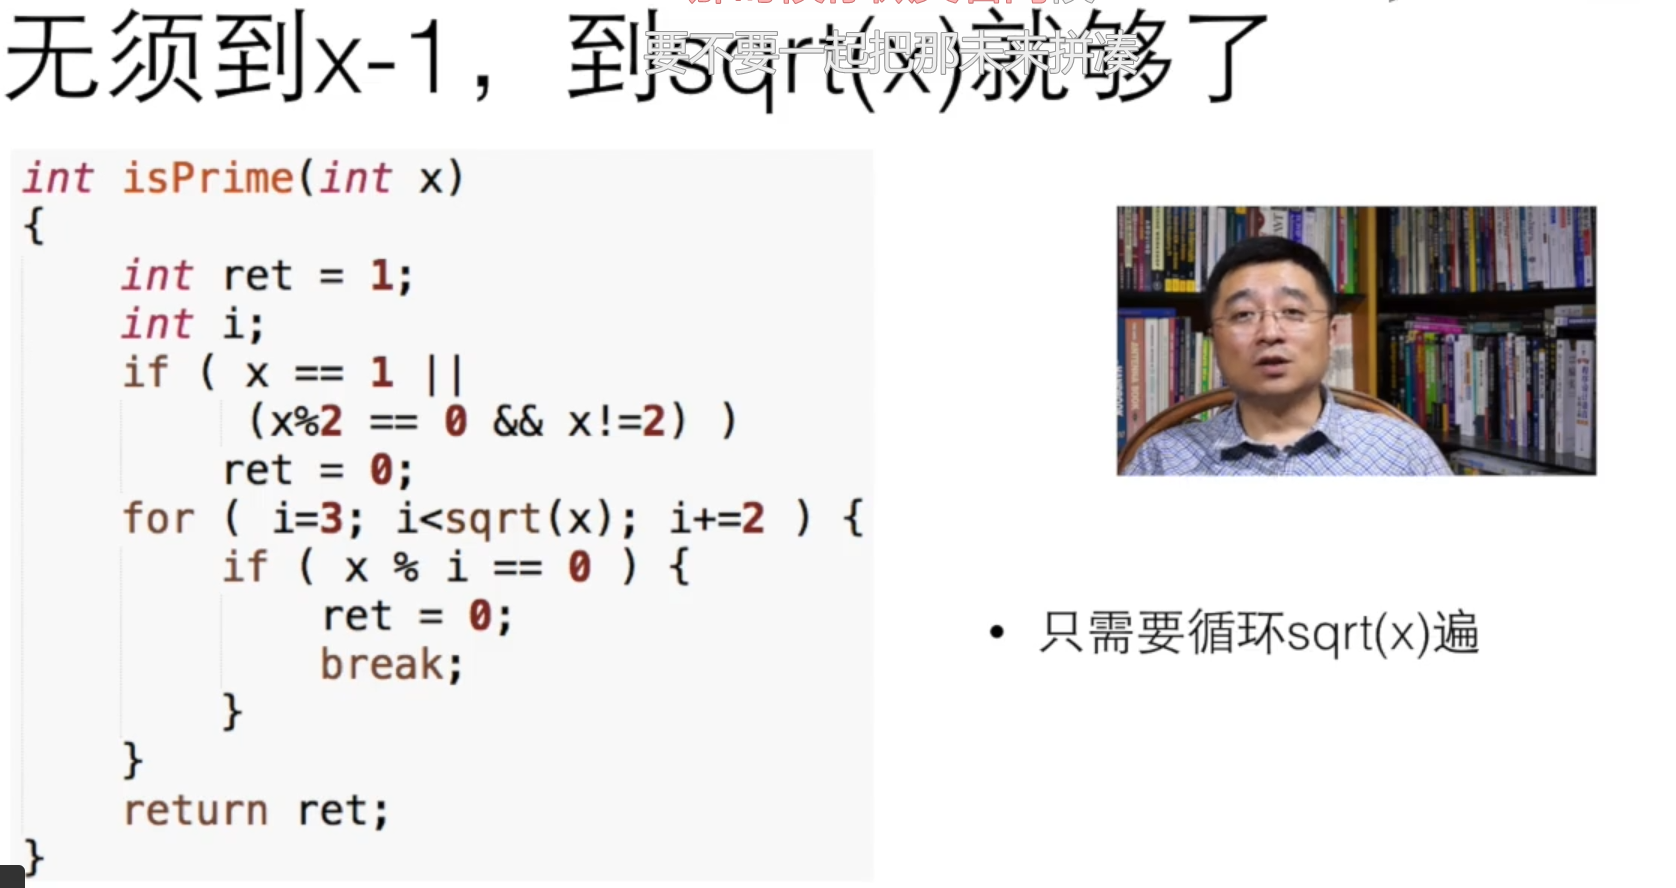 无须到x-1，到sqrt(x)就够了
要不要一起把那未来拼凑
int isPrime(int x)
{
int ret = 1;
int i;
if ( x == 1 ||
(x%2 == 0 && x!=2) )
ret = 0;
for ( i=3; i<sqrt(x); i+=2 ) {
if ( x % i == 0 ) {
ret = 0;
break;
}
}
return ret;
}
• 只需要循环sqrt(x)遍